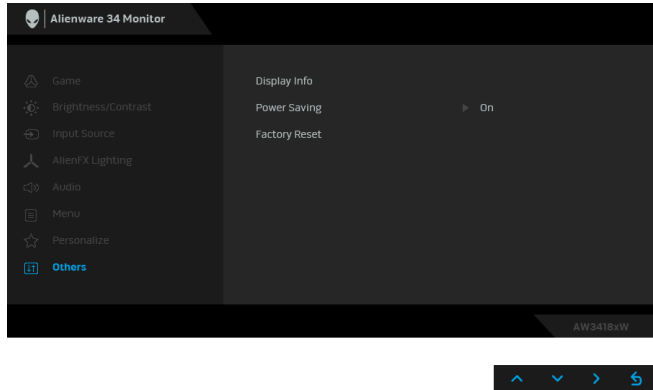 Alienware 34 Monitor
Game
Display Info
Brightness/Contrast
Power Saving
On
Input Source
Factory Reset
AlienFX Lighting
Audio
Menu
Personalize
Others
AW3418xW